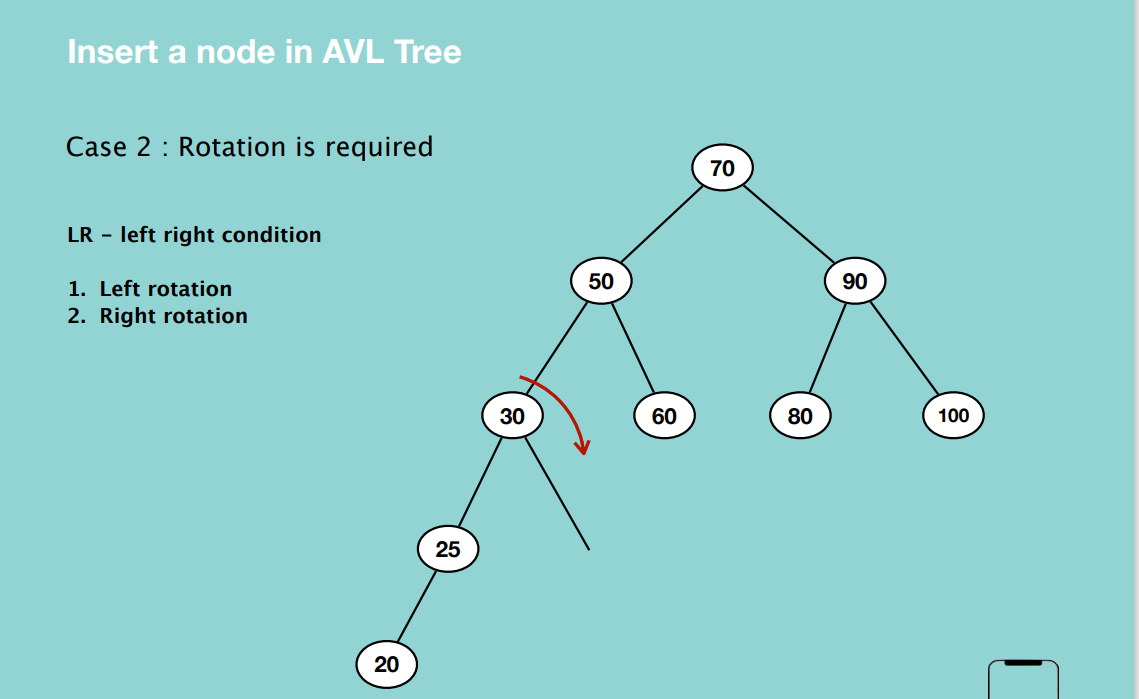 Insert a node in AVL Tree
Case 2 : Rotation is required
LR – left right condition
1. Left rotation
2. Right rotation
70
50
90
30
60
80
100
25
20